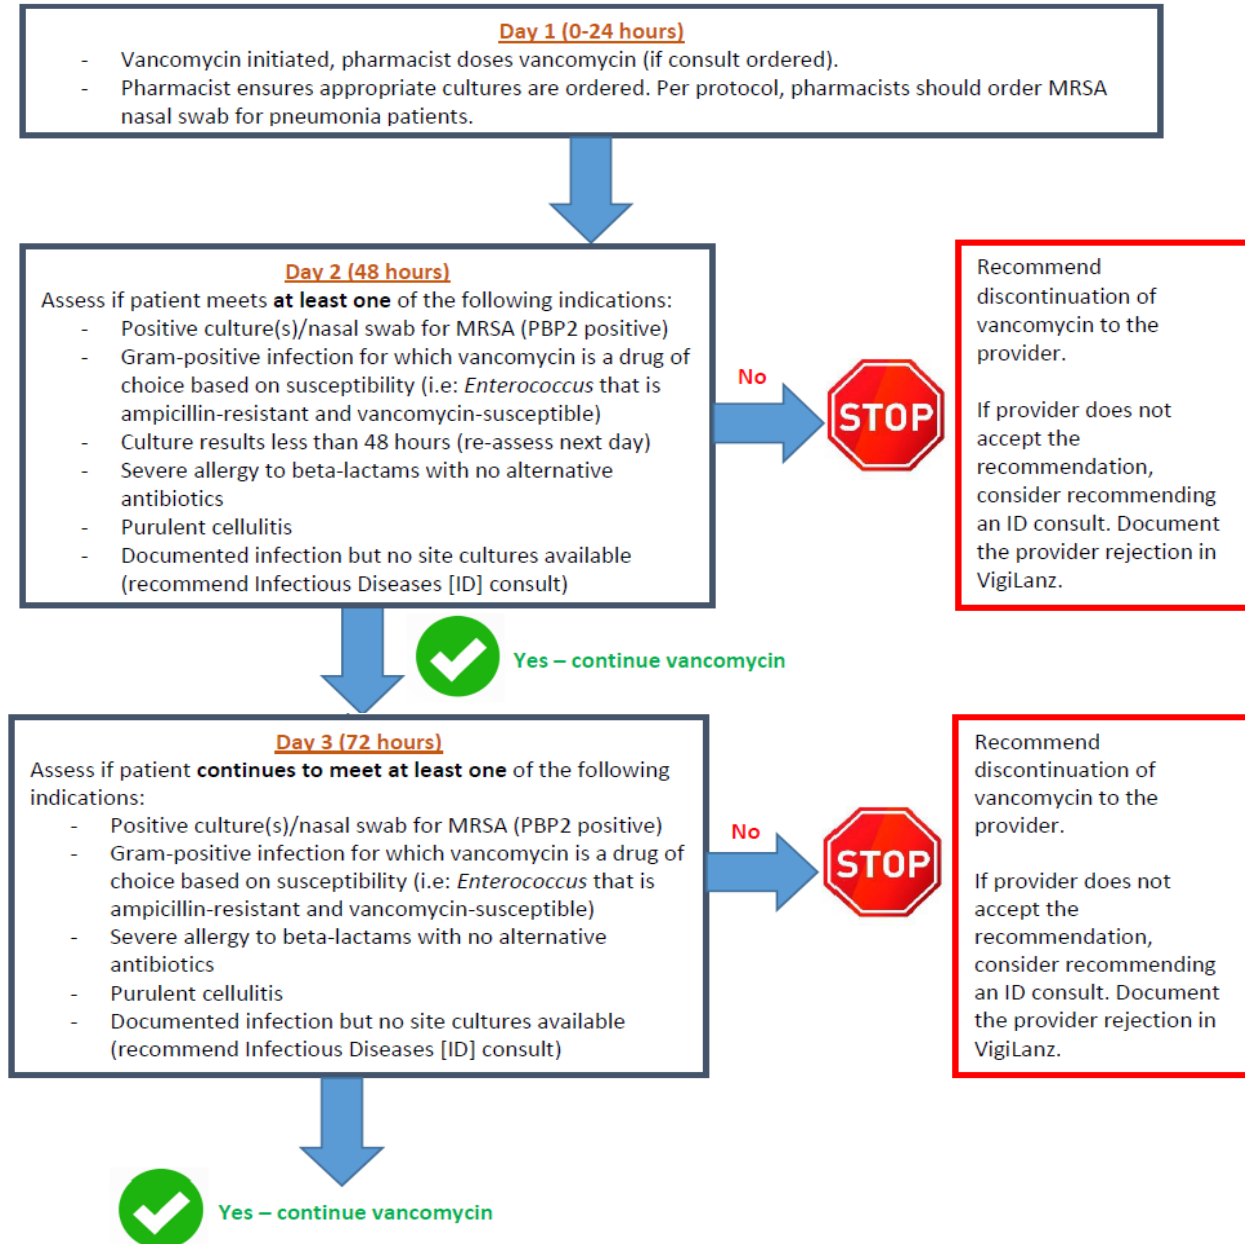 Day 1 (0-24 hours)
- Vancomycin initiated, pharmacist doses vancomycin (if consult ordered).
- Pharmacist ensures appropriate cultures are ordered. Per protocol, pharmacists should order MRSA
nasal swab for pneumonia patients.
Day 2 (48 hours)
Assess if patient meets at least one of the following indications:
- Positive culture(s)/nasal swab for MRSA (PBP2 positive)
- Gram-positive infection for which vancomycin is a drug of
choice based on susceptibility (i.e: Enterococcus that is
ampicillin-resistant and vancomycin-susceptible)
- Culture results less than 48 hours (re-assess next day)
- Severe allergy to beta-lactams with no alternative
antibiotics
- Purulent cellulitis
- Documented infection but no site cultures available
(recommend Infectious Diseases [ID] consult)
No
STOP
Recommend
discontinuation of
vancomycin to the
provider.
If provider does not
accept the
recommendation,
consider recommending
an ID consult. Document
the provider rejection in
VigiLanz.
Yes – continue vancomycin
Day 3 (72 hours)
Assess if patient continues to meet at least one of the following
indications:
- Positive culture(s)/nasal swab for MRSA (PBP2 positive)
- Gram-positive infection for which vancomycin is a drug of
choice based on susceptibility (i.e: Enterococcus that is
ampicillin-resistant and vancomycin-susceptible)
- Severe allergy to beta-lactams with no alternative
antibiotics
- Purulent cellulitis
- Documented infection but no site cultures available
(recommend Infectious Diseases [ID] consult)
No
STOP
Recommend
discontinuation of
vancomycin to the
provider.
If provider does not
accept the
recommendation,
consider recommending
an ID consult. Document
the provider rejection in
VigiLanz.
Yes – continue vancomycin